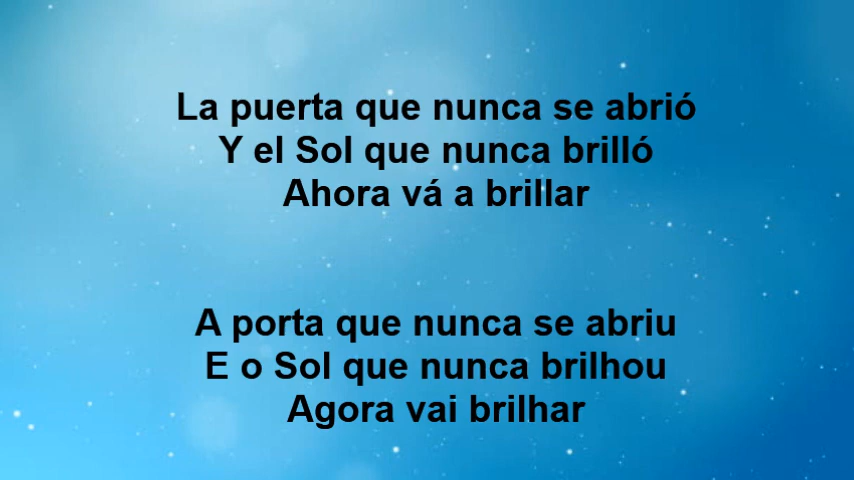 La puerta que nunca se abrió
Y el Sol que nunca brilló
Ahora vá a brillar
A porta que nunca se abriu
E o Sol que nunca brilhou
Agora vai brilhar